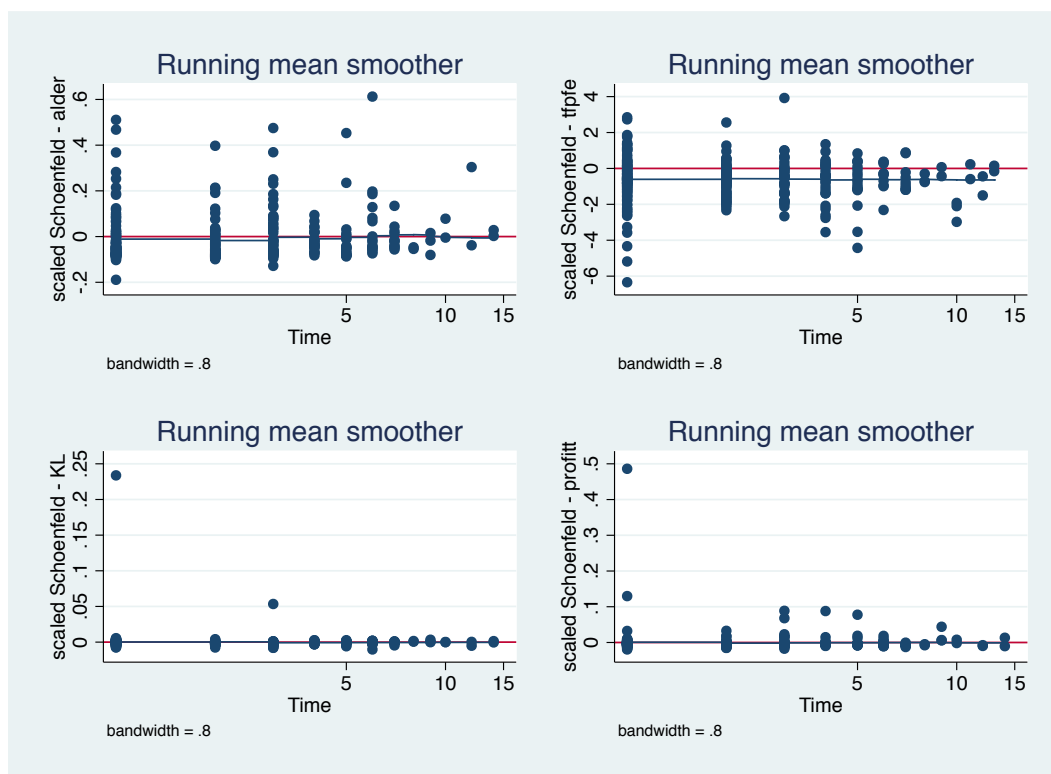 Running mean smoother
scaled Schoenfeld - alder
.6
.4
.2
0
-.2
5
10
15
Time
bandwidth = .8
Running mean smoother
scaled Schoenfeld - tfpfe
4
2
0
-2
-4
-6
5
10
15
Time
bandwidth = .8
Running mean smoother
scaled Schoenfeld - KL
.25
.2
.15
.1
.05
0
5
10
15
Time
bandwidth = .8
Running mean smoother
scaled Schoenfeld - profitt
.5
.4
.3
.2
.1
0
5
10
15
Time
bandwidth = .8